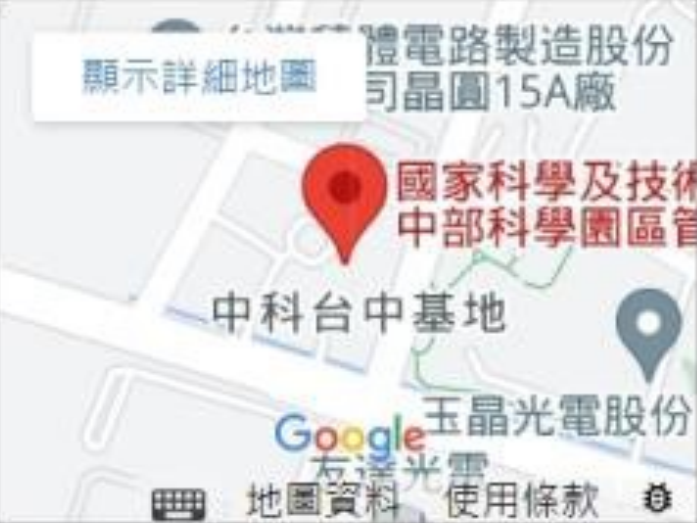 體電路製造股份
顯示詳細地圖
司晶圓15A廠
國家科學及技術
中部科學園區管
中科台中基地
玉晶光電股份
Google
友達光電
地圖資料
使用條款